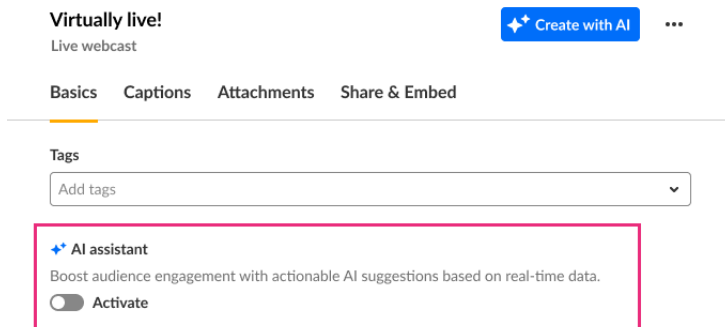 Virtually live!
Create with AI
Live webcast
Basics Captions Attachments Share & Embed
Tags
Add tags
AI assistant
Boost audience engagement with actionable AI suggestions based on real-time data.
Activate